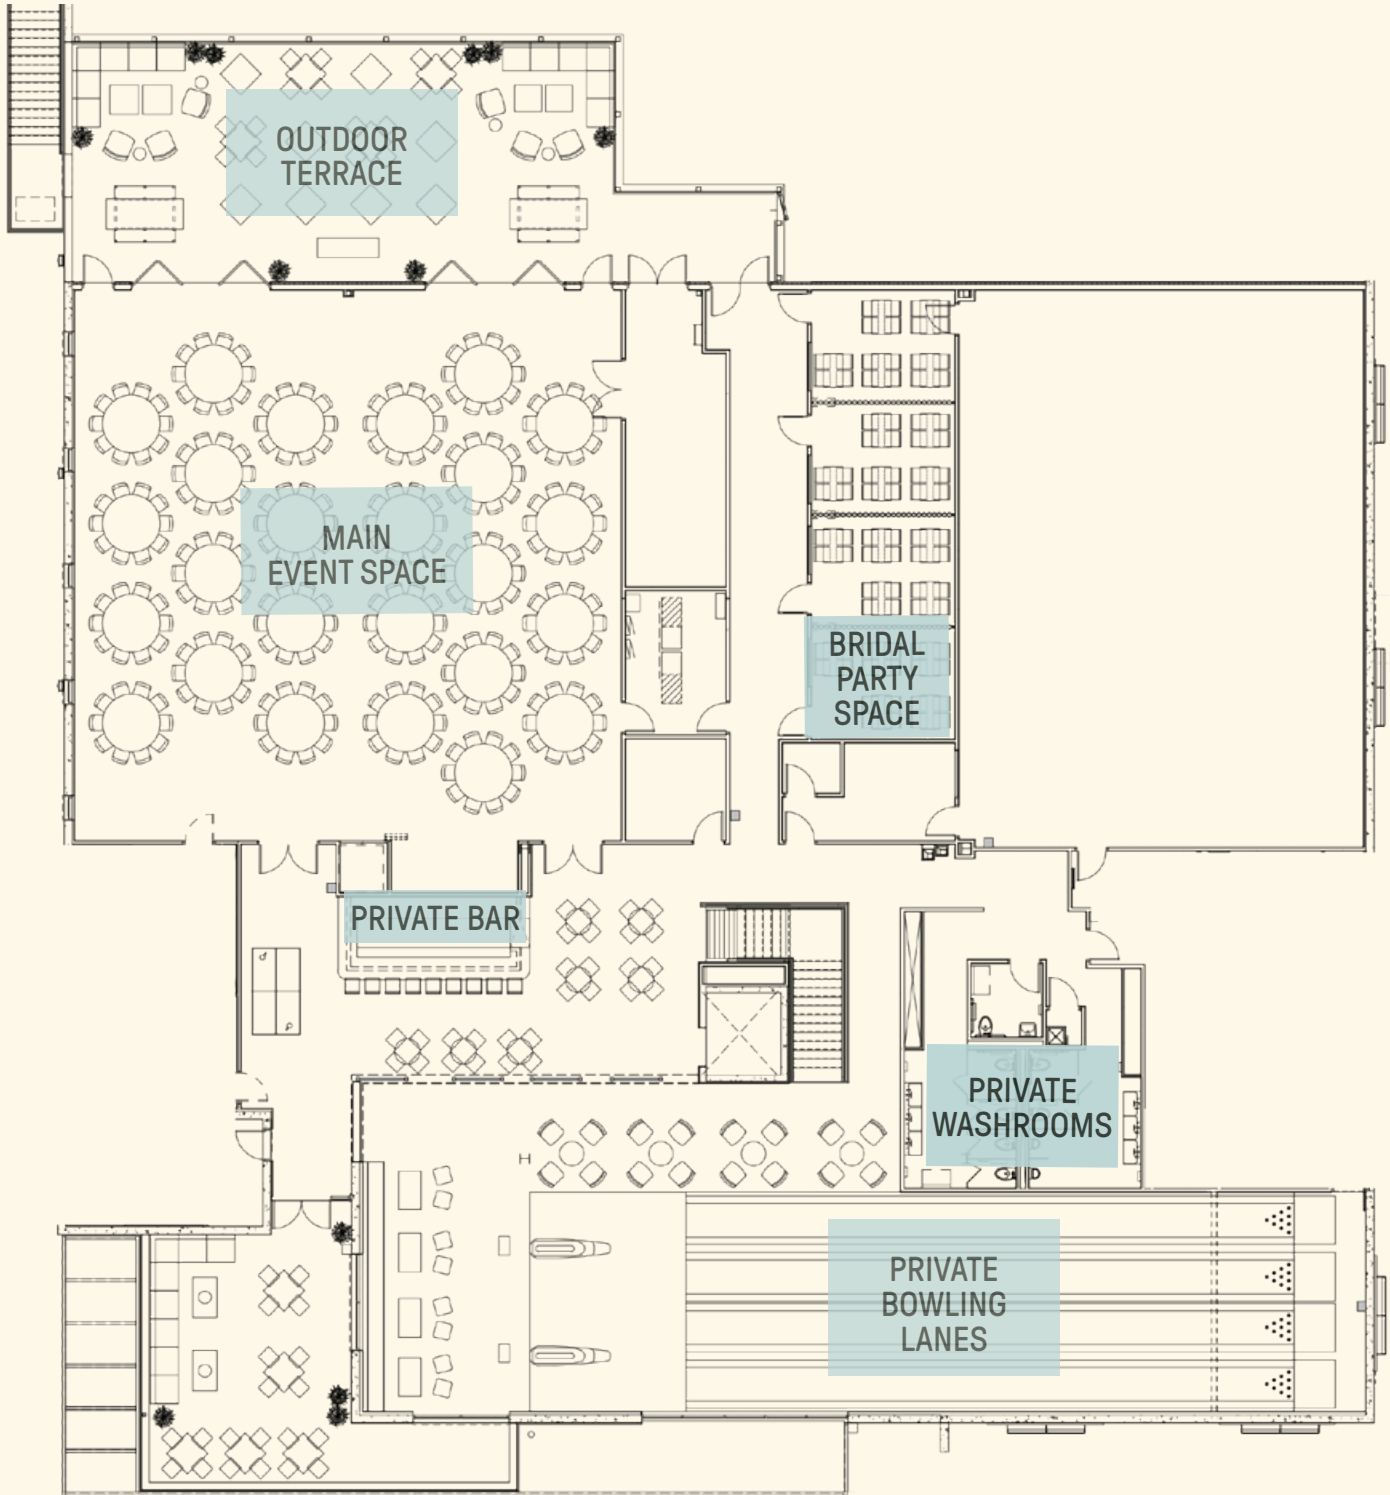 OUTDOOR
TERRACE
MAIN
EVENT SPACE
BRIDAL
PARTY
SPACE
PRIVATE BAR
PRIVATE
WASHROOMS
H
PRIVATE
BOWLING
LANES